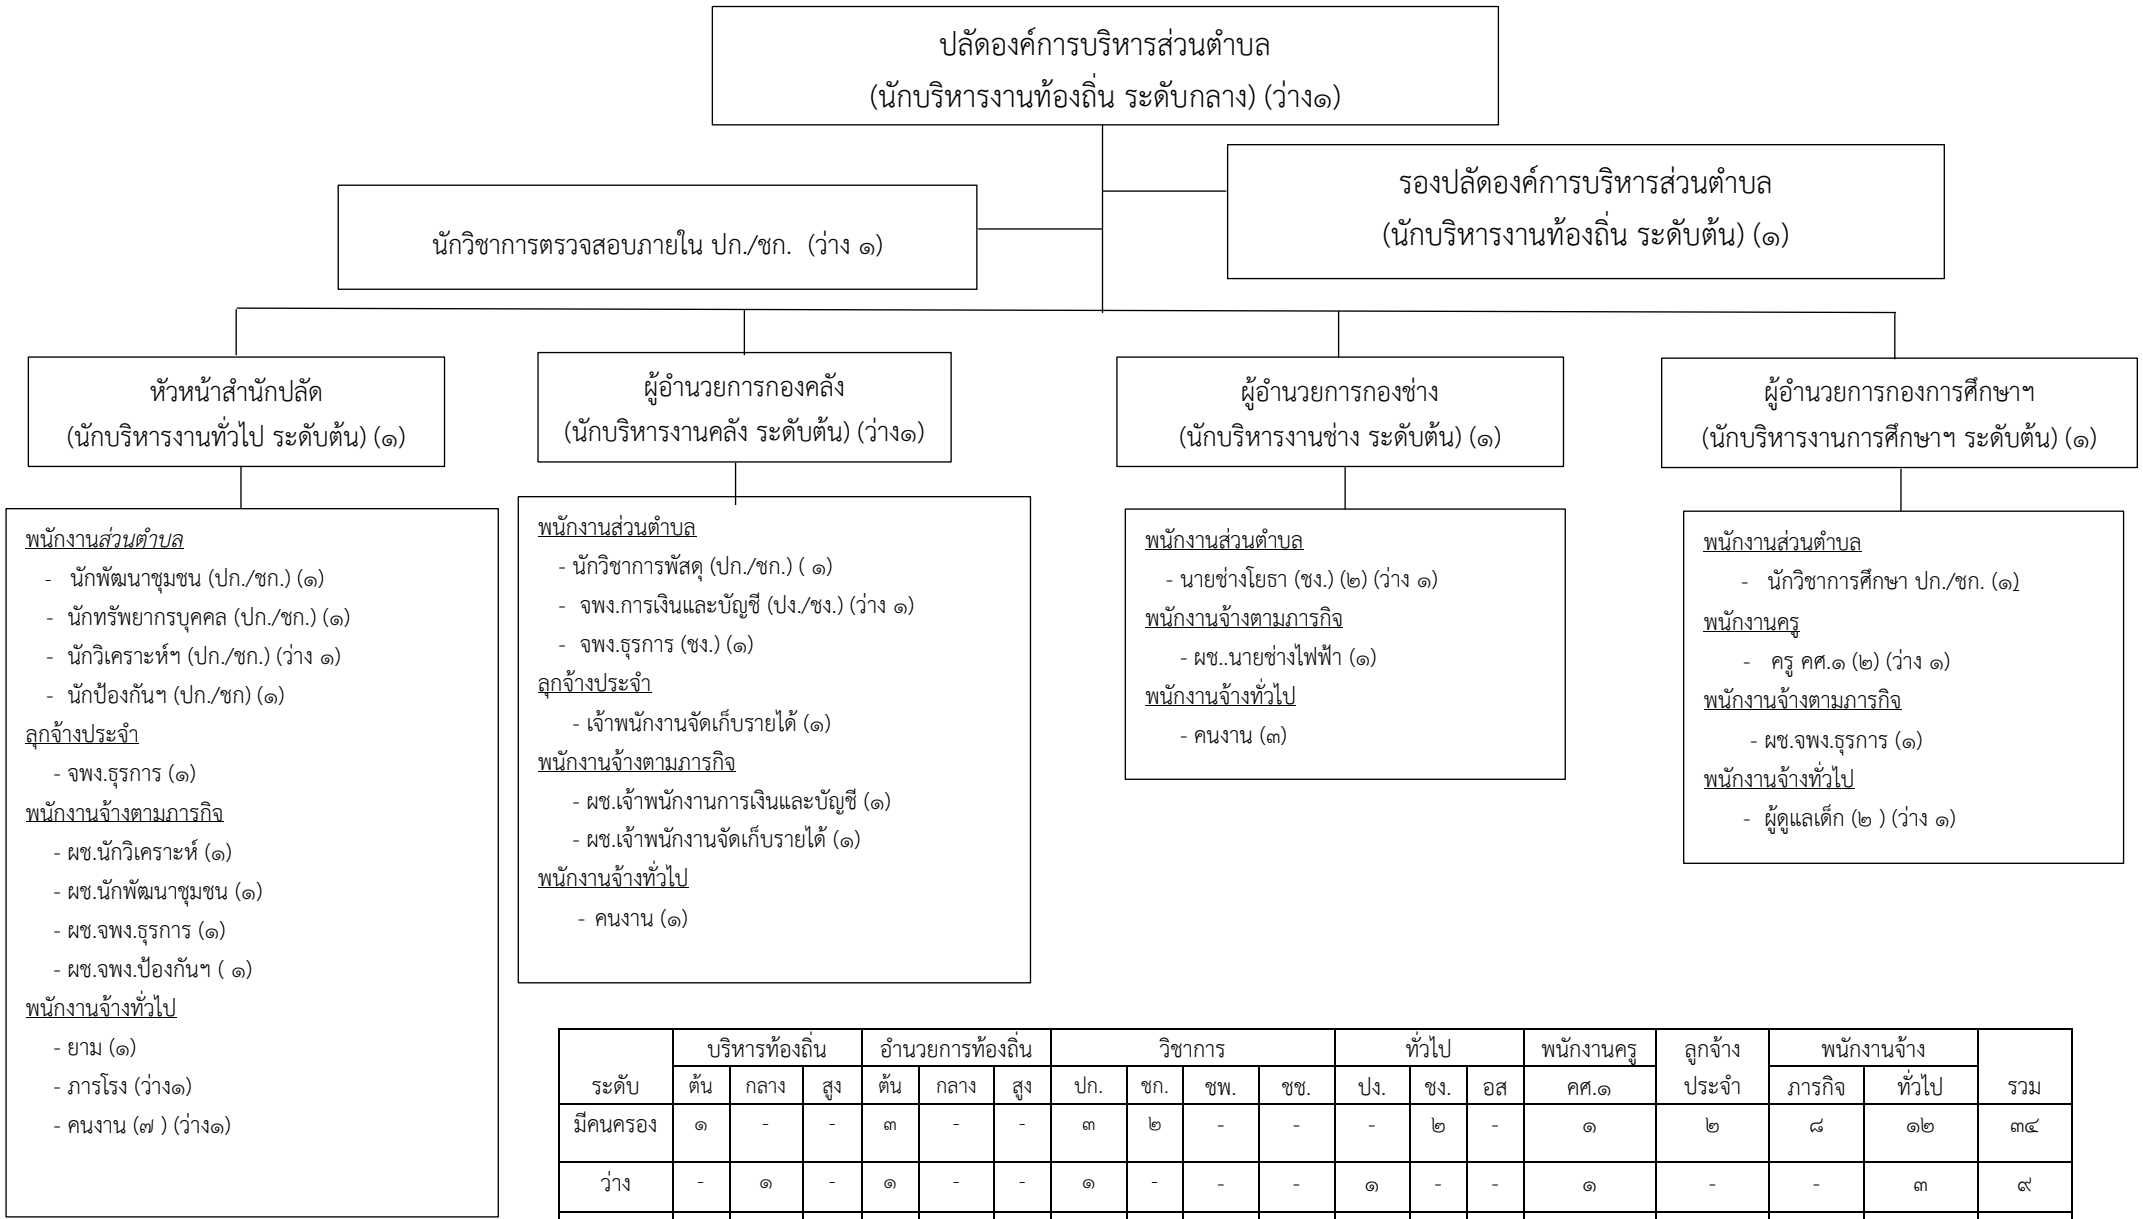 ปลัดองค์การบริหารส่วนตำบล
(นักบริหารงานท้องถิ่น ระดับกลาง) (ว่าง๑)
รองปลัดองค์การบริหารส่วนตำบล
(นักบริหารงานท้องถิ่น ระดับต้น) (๑)
นักวิชาการตรวจสอบภายใน ปก./ชก. (ว่าง ๑)
หัวหน้าสำนักปลัด
(นักบริหารงานทั่วไป ระดับต้น) (๑)
ผู้อำนวยการกองคลัง
(นักบริหารงานคลัง ระดับต้น) (ว่าง๑)
ผู้อำนวยการกองช่าง
(นักบริหารงานช่าง ระดับต้น) (๑)
ผู้อำนวยการกองการศึกษาฯ
(นักบริหารงานการศึกษาฯ ระดับต้น) (๑)
พนักงานส่วนตำบล
- นักพัฒนาชุมชน (ปก./ชก.) (๑)
- นักทรัพยากรบุคคล (ปก./ชก.) (๑)
- นักวิเคราะห์ฯ (ปก./ชก.) (ว่าง ๑)
- นักป้องกันฯ (ปก./ชก) (๑)
ลูกจ้างประจำ
- จพง.ธุรการ (๑)
พนักงานจ้างตามภารกิจ
- ผช.นักวิเคราะห์ (๑)
- ผช.นักพัฒนาชุมชน (๑)
- ผช.จพง.ธุรการ (๑)
- ผช.จพง.ป้องกันฯ ( ๑)
พนักงานจ้างทั่วไป
- ยาม (๑)
- ภารโรง (ว่าง๑)
- คนงาน (๗ ) (ว่าง๑)
พนักงานส่วนตำบล
- นักวิชาการพัสดุ (ปก./ชก.) ( ๑)
- จพง.การเงินและบัญชี (ปง./ชง.) (ว่าง ๑)
- จพง.ธุรการ (ชง.) (๑)
ลูกจ้างประจำ
- เจ้าพนักงานจัดเก็บรายได้ (๑)
พนักงานจ้างตามภารกิจ
- ผช.เจ้าพนักงานการเงินและบัญชี (๑)
- ผช.เจ้าพนักงานจัดเก็บรายได้ (๑)
พนักงานจ้างทั่วไป
- คนงาน (๑)
พนักงานส่วนตำบล
- นายช่างโยธา (ชง.) (๒) (ว่าง ๑)
พนักงานจ้างตามภารกิจ
- ผช..นายช่างไฟฟ้า (๑)
พนักงานจ้างทั่วไป
- คนงาน (๓)
พนักงานส่วนตำบล
- นักวิชาการศึกษา ปก./ชก. (๑)
พนักงานครู
- ครู คศ.๑ (๒) (ว่าง ๑)
พนักงานจ้างตามภารกิจ
- ผช.จพง.ธุรการ (๑)
พนักงานจ้างทั่วไป
- ผู้ดูแลเด็ก (๒ ) (ว่าง ๑)
บริหารท้องถิ่น อำนวยการท้องถิ่น วิชาการ ทั่วไป พนักงานครู ลูกจ้าง พนักงานจ้าง
ระดับ ต้น กลาง สูง ต้น กลาง สูง ปก. ชก. ชพ. ชช. ปง. ชง. อส คศ.๑ ประจำ ภารกิจ ทั่วไป รวม
มีคนครอง ๑ - - ๓ - - ๓ ๒ - - - ๒ - ๑ ๒ ๘ ๑๒ ๓๔
ว่าง - ๑ - ๑ - - ๑ - - - ๑ - - ๑ - - ๓ ๙